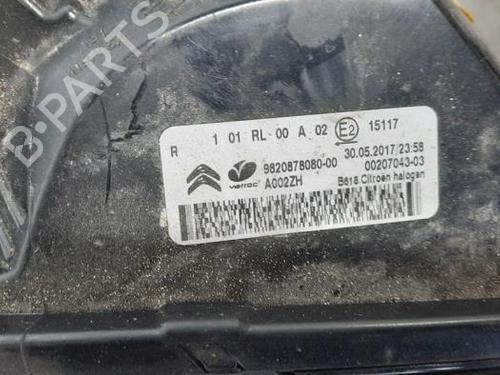 R 1 01 RL 00 A 02 E2 15117
9820878080-00 30.05.2017 23:58
varroc A002ZH 00207043-03
B618 Citroen halogen
B-PARTS